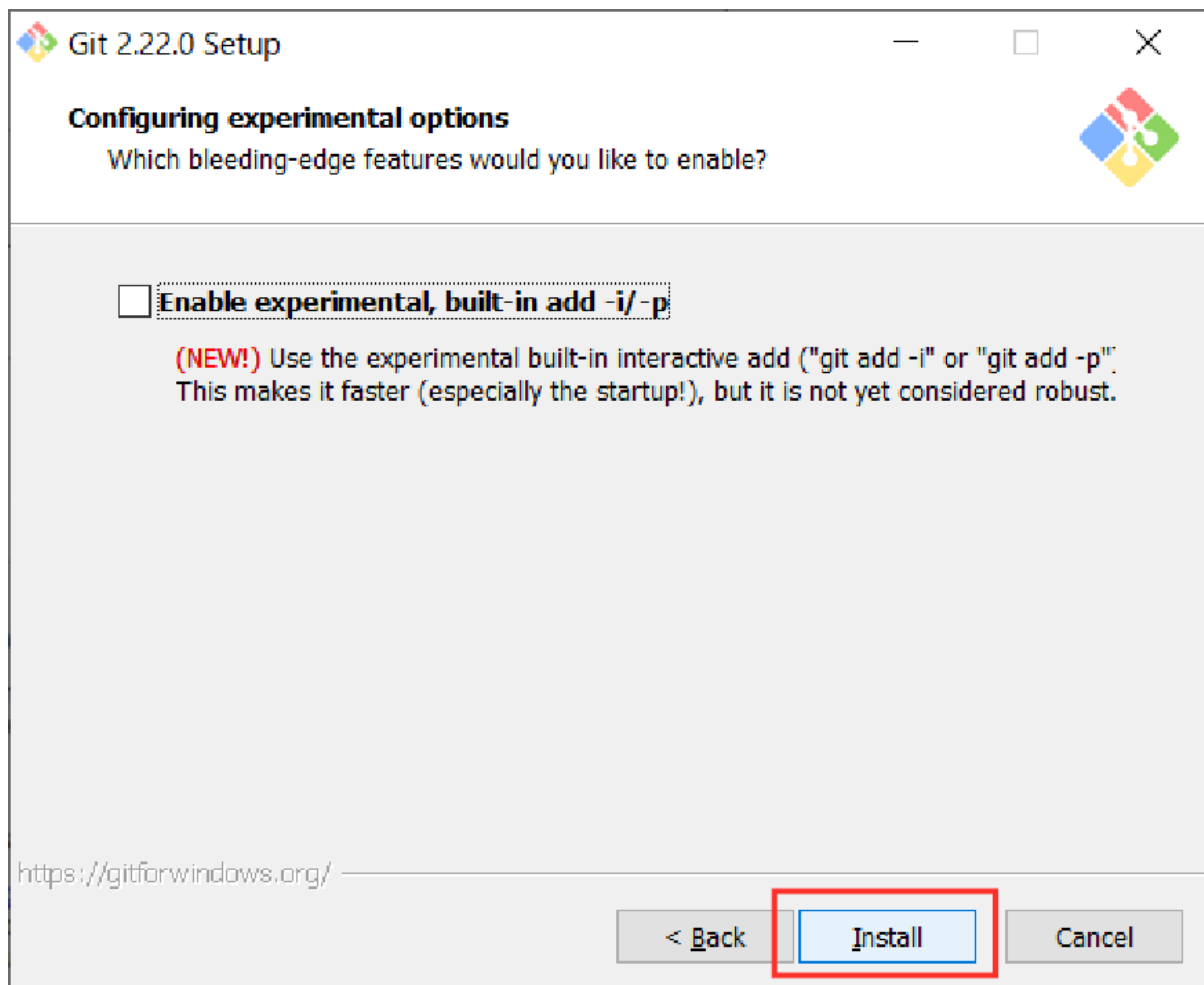 Git 2.22.0 Setup
Configuring experimental options
Which bleeding-edge features would you like to enable?
Enable experimental, built-in add -i/-p
(NEW!) Use the experimental built-in interactive add ("git add -i" or "git add -p")
This makes it faster (especially the startup!), but it is not yet considered robust.
https://gitforwindows.org/
< Back
Install
Cancel